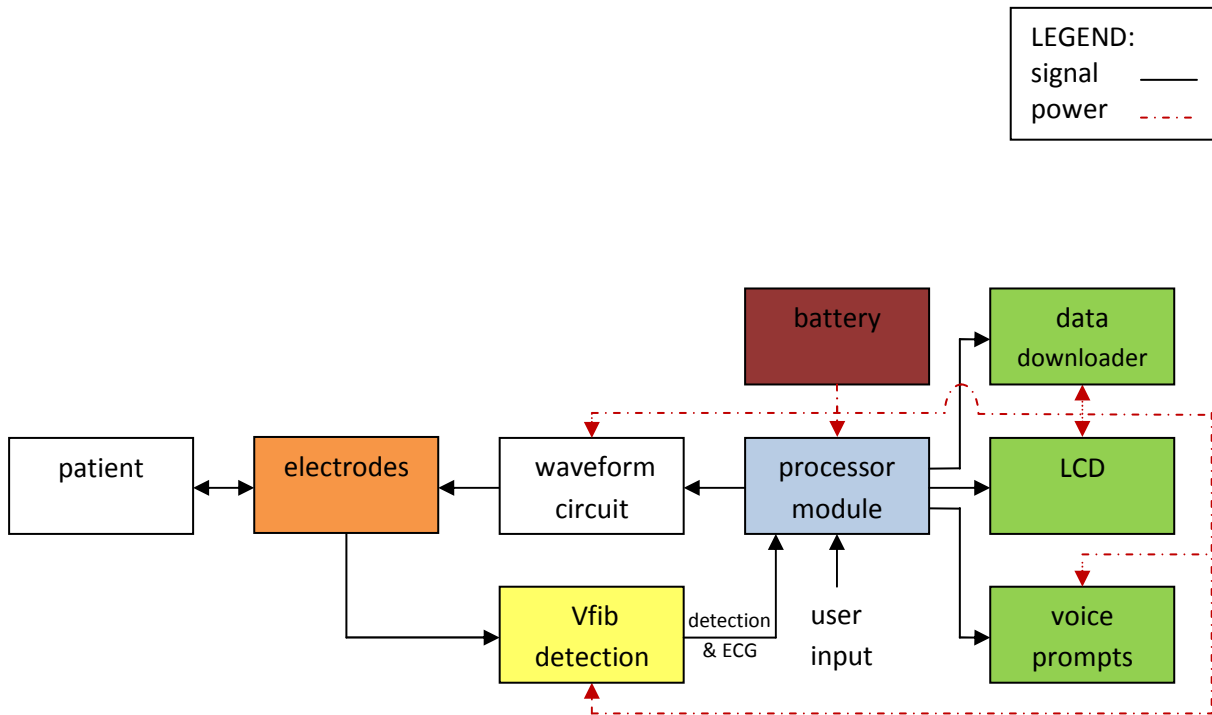 LEGEND:
signal
power
battery
data
downloader
patient
electrodes
waveform
circuit
processor
module
LCD
Vfib
detection
detection
& ECG
user
input
voice
prompts